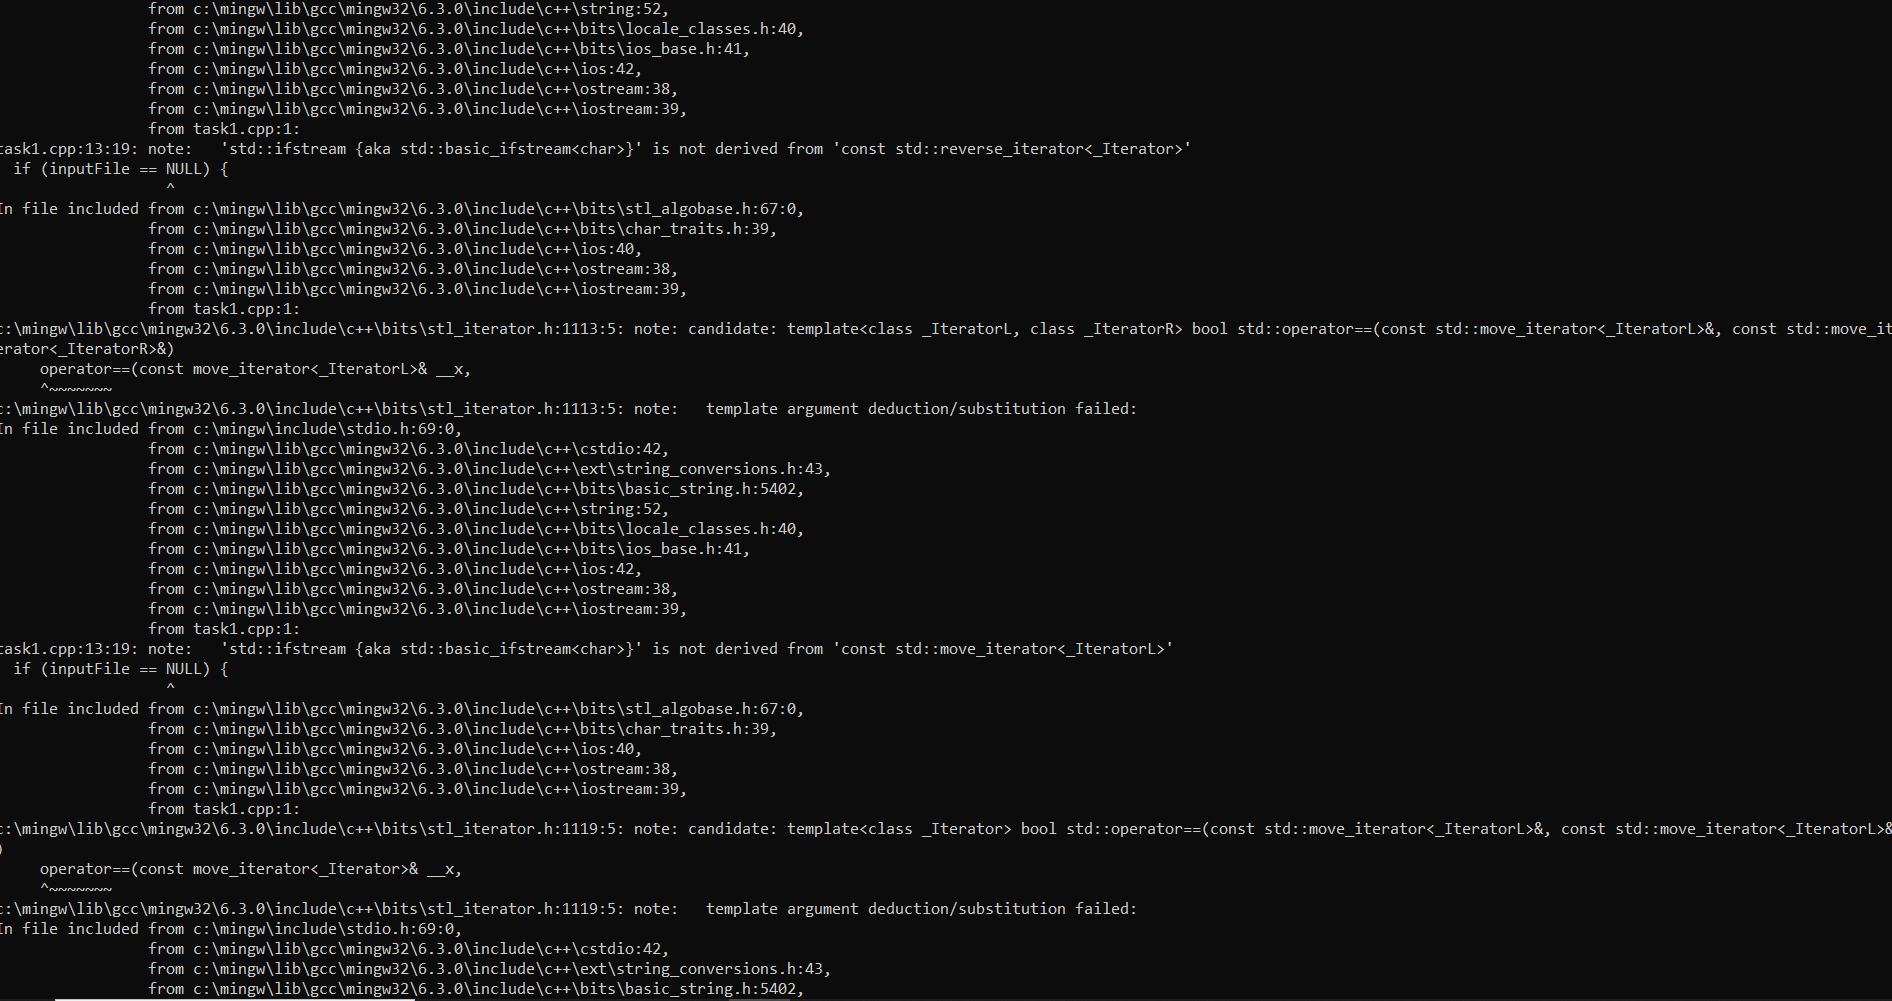 from c:\mingw\lib\gcc\mingw32\6.3.0\include\c++\string:52,
from c:\mingw\lib\gcc\mingw32\6.3.0\include\c++\bits\locale_classes.h:40,
from c:\mingw\lib\gcc\mingw32\6.3.0\include\c++\bits\ios_base.h:41,
from c:\mingw\lib\gcc\mingw32\6.3.0\include\c++\ios:42,
from c:\mingw\lib\gcc\mingw32\6.3.0\include\c++\ostream:38,
from c:\mingw\lib\gcc\mingw32\6.3.0\include\c++\iostream:39,
from task1.cpp:1:
task1.cpp:13:19: note:   'std::ifstream {aka std::basic_ifstream<char>}' is not derived from 'const std::reverse_iterator<_Iterator>'
if (inputFile == NULL) {
^
In file included from c:\mingw\lib\gcc\mingw32\6.3.0\include\c++\bits\stl_algobase.h:67:0,
from c:\mingw\lib\gcc\mingw32\6.3.0\include\c++\bits\char_traits.h:39,
from c:\mingw\lib\gcc\mingw32\6.3.0\include\c++\ios:40,
from c:\mingw\lib\gcc\mingw32\6.3.0\include\c++\ostream:38,
from c:\mingw\lib\gcc\mingw32\6.3.0\include\c++\iostream:39,
from task1.cpp:1:
c:\mingw\lib\gcc\mingw32\6.3.0\include\c++\bits\stl_iterator.h:1113:5: note: candidate: template<class _IteratorL, class _IteratorR> bool std::operator==(const std::move_iterator<_IteratorL>&, const std::move_it
erator<_IteratorR>&)
operator==(const move_iterator<_IteratorL>& __x,
^~~~~~~~
c:\mingw\lib\gcc\mingw32\6.3.0\include\c++\bits\stl_iterator.h:1113:5: note:   template argument deduction/substitution failed:
In file included from c:\mingw\include\stdio.h:69:0,
from c:\mingw\lib\gcc\mingw32\6.3.0\include\c++\cstdio:42,
from c:\mingw\lib\gcc\mingw32\6.3.0\include\c++\ext\string_conversions.h:43,
from c:\mingw\lib\gcc\mingw32\6.3.0\include\c++\bits\basic_string.h:5402,
from c:\mingw\lib\gcc\mingw32\6.3.0\include\c++\string:52,
from c:\mingw\lib\gcc\mingw32\6.3.0\include\c++\bits\locale_classes.h:40,
from c:\mingw\lib\gcc\mingw32\6.3.0\include\c++\bits\ios_base.h:41,
from c:\mingw\lib\gcc\mingw32\6.3.0\include\c++\ios:42,
from c:\mingw\lib\gcc\mingw32\6.3.0\include\c++\ostream:38,
from c:\mingw\lib\gcc\mingw32\6.3.0\include\c++\iostream:39,
from task1.cpp:1:
task1.cpp:13:19: note:   'std::ifstream {aka std::basic_ifstream<char>}' is not derived from 'const std::move_iterator<_IteratorL>'
if (inputFile == NULL) {
^
In file included from c:\mingw\lib\gcc\mingw32\6.3.0\include\c++\bits\stl_algobase.h:67:0,
from c:\mingw\lib\gcc\mingw32\6.3.0\include\c++\bits\char_traits.h:39,
from c:\mingw\lib\gcc\mingw32\6.3.0\include\c++\ios:40,
from c:\mingw\lib\gcc\mingw32\6.3.0\include\c++\ostream:38,
from c:\mingw\lib\gcc\mingw32\6.3.0\include\c++\iostream:39,
from task1.cpp:1:
c:\mingw\lib\gcc\mingw32\6.3.0\include\c++\bits\stl_iterator.h:1119:5: note: candidate: template<class _Iterator> bool std::operator==(const std::move_iterator<_IteratorL>&, const std::move_iterator<_IteratorL>&
)
operator==(const move_iterator<_Iterator>& __x,
^~~~~~~~
c:\mingw\lib\gcc\mingw32\6.3.0\include\c++\bits\stl_iterator.h:1119:5: note:   template argument deduction/substitution failed:
In file included from c:\mingw\include\stdio.h:69:0,
from c:\mingw\lib\gcc\mingw32\6.3.0\include\c++\cstdio:42,
from c:\mingw\lib\gcc\mingw32\6.3.0\include\c++\ext\string_conversions.h:43,
from c:\mingw\lib\gcc\mingw32\6.3.0\include\c++\bits\basic_string.h:5402,